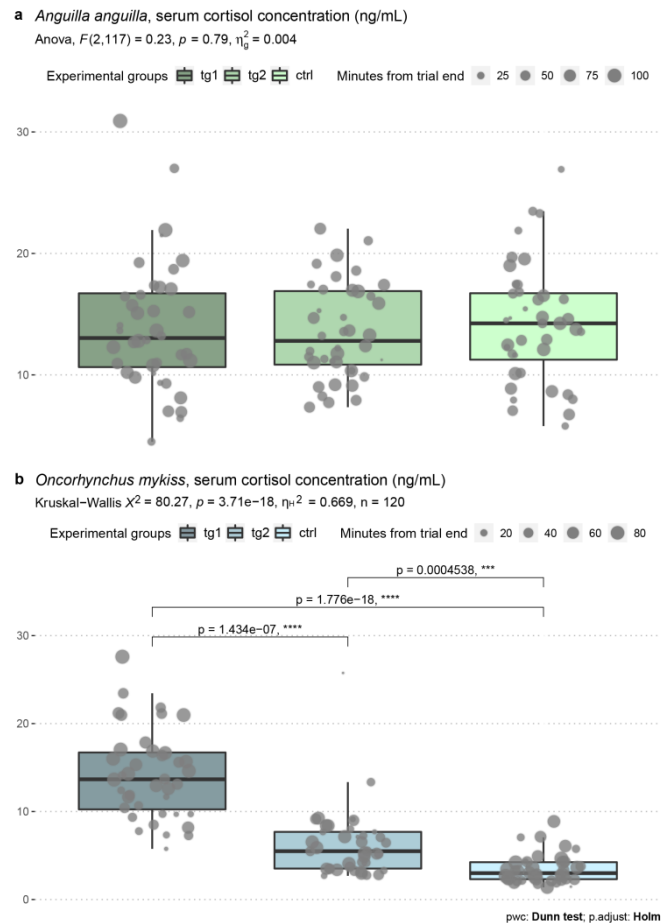 a Anguilla anguilla, serum cortisol concentration (ng/mL)
Anova, F(2,117) = 0.23, p = 0.79, η²g = 0.004
Experimental groups tg1 tg2 ctrl Minutes from trial end 25 50 75 100
30
20
10
b Oncorhynchus mykiss, serum cortisol concentration (ng/mL)
Kruskal−Wallis X² = 80.27, p = 3.71e−18, ηH² = 0.669, n = 120
Experimental groups tg1 tg2 ctrl Minutes from trial end 20 40 60 80
p = 0.0004538, ***
p = 1.776e−18, ****
p = 1.434e−07, ****
30
20
10
0
pwc: Dunn test; p.adjust: Holm